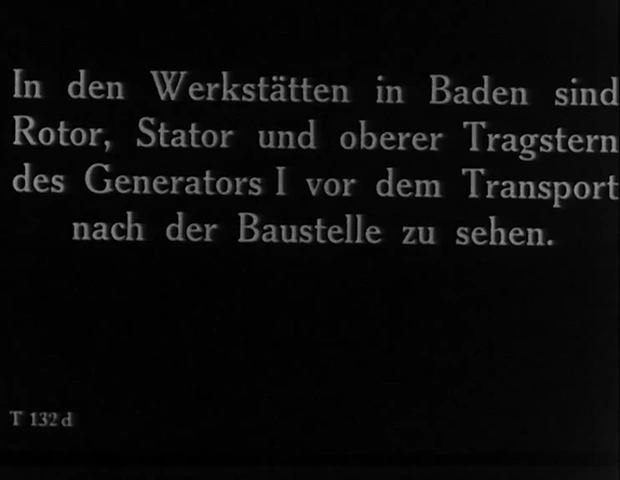 In den Werkstätten in Baden sind
Rotor, Stator und oberer Tragstern
des Generators I vor dem Transport
nach der Baustelle zu sehen.
T 132 d